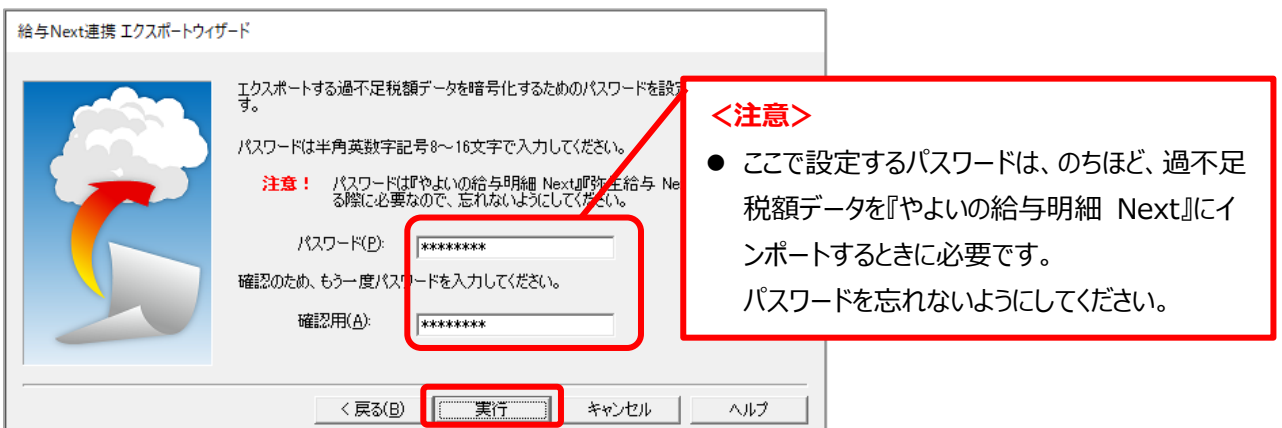 給与Next連携 エクスポートウィザード
エクスポートする過不足税額データを暗号化するためのパスワードを設定
す。
パスワードは半角英数字記号8～16文字で入力してください。
注意！ パスワードは『やよいの給与明細 Next』『弥生給与 Ne
る際に必要なので、忘れないようにしてください。
パスワード(P): ********
確認のため、もう一度パスワードを入力してください。
確認用(A): ********
< 戻る(B) 実行 キャンセル ヘルプ
＜注意＞
● ここで設定するパスワードは、のちほど、過不足
税額データを『やよいの給与明細 Next』にイ
ンポートするときに必要です。
パスワードを忘れないようにしてください。